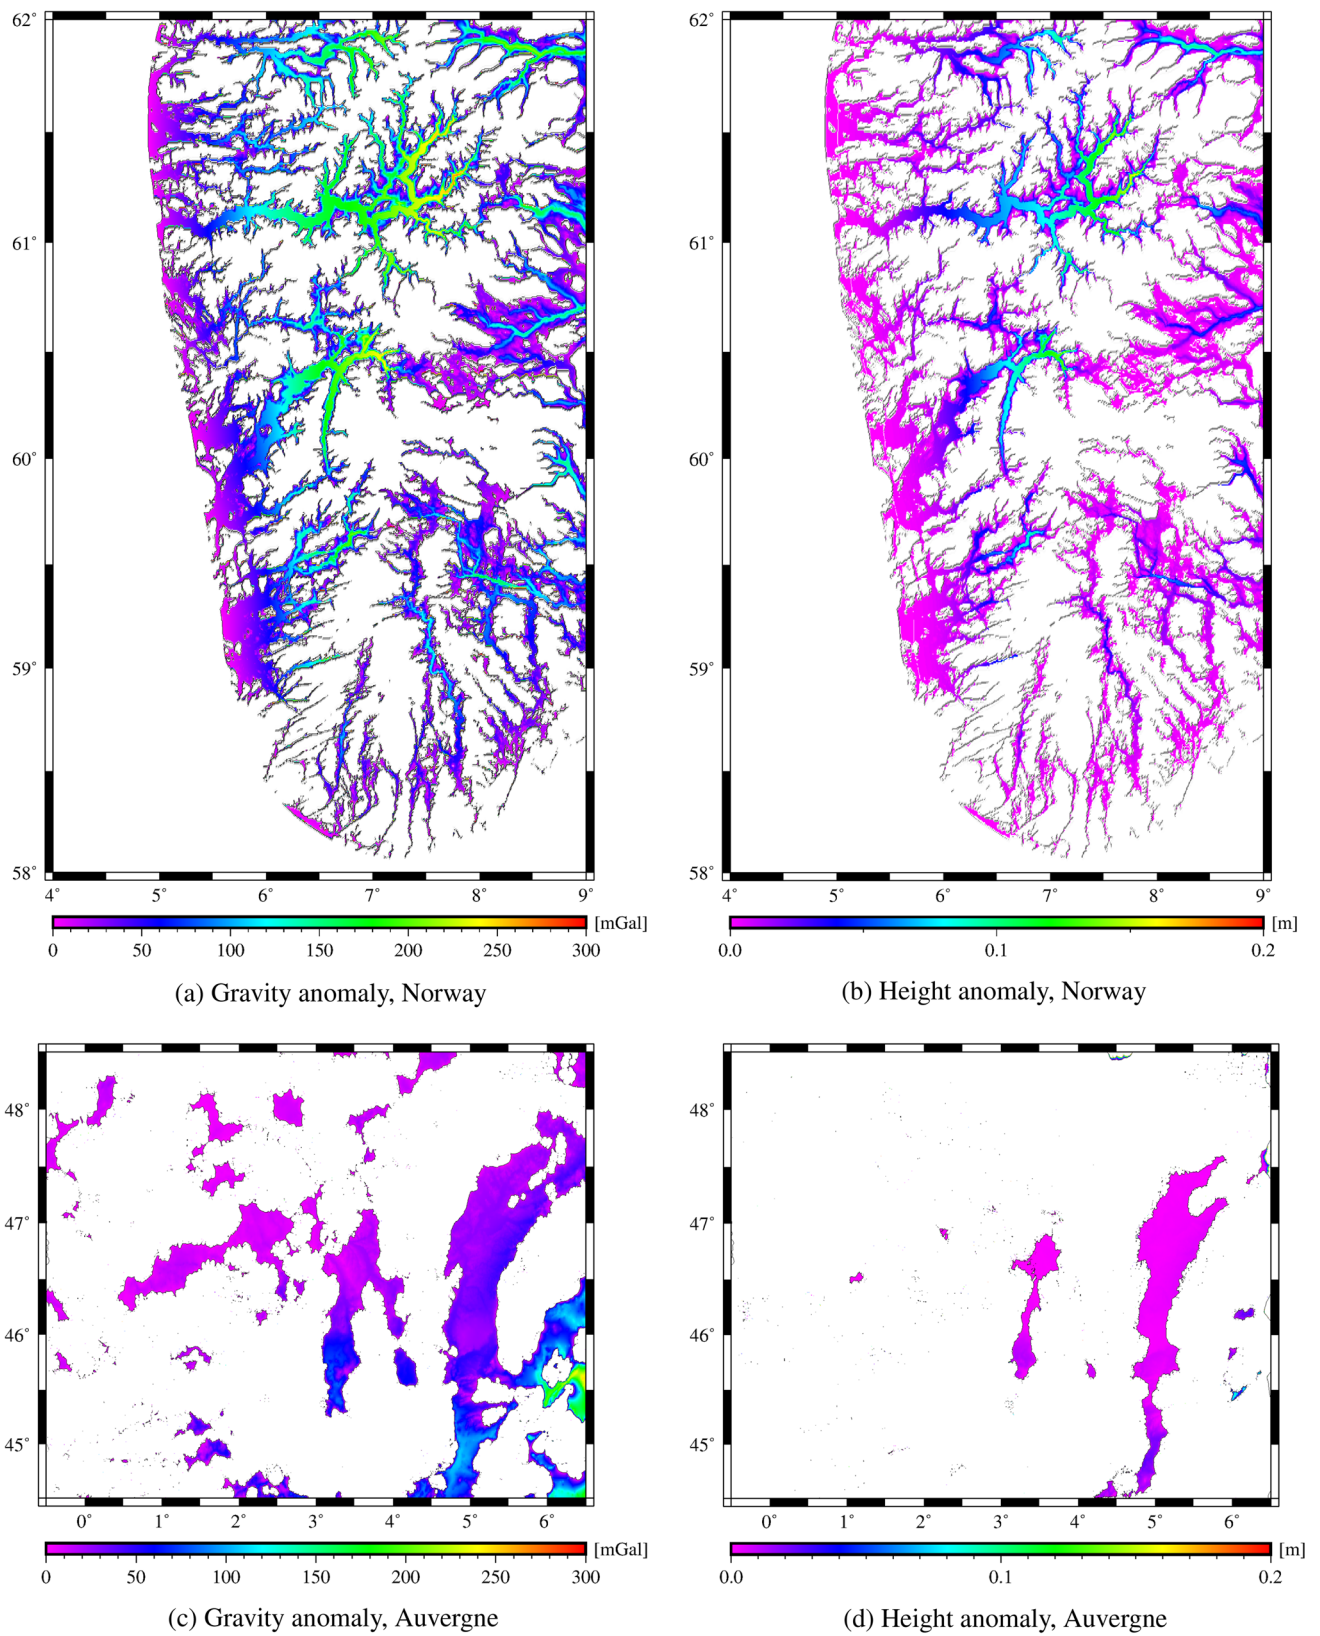 62°
61°
60°
59°
58°
4° 5° 6° 7° 8° 9°
[mGal]
0 50 100 150 200 250 300
(a) Gravity anomaly, Norway
62°
61°
60°
59°
58°
4° 5° 6° 7° 8° 9°
[m]
0.0 0.1 0.2
(b) Height anomaly, Norway
48°
47°
46°
45°
0° 1° 2° 3° 4° 5° 6°
[mGal]
0 50 100 150 200 250 300
(c) Gravity anomaly, Auvergne
48°
47°
46°
45°
0° 1° 2° 3° 4° 5° 6°
[m]
0.0 0.1 0.2
(d) Height anomaly, Auvergne